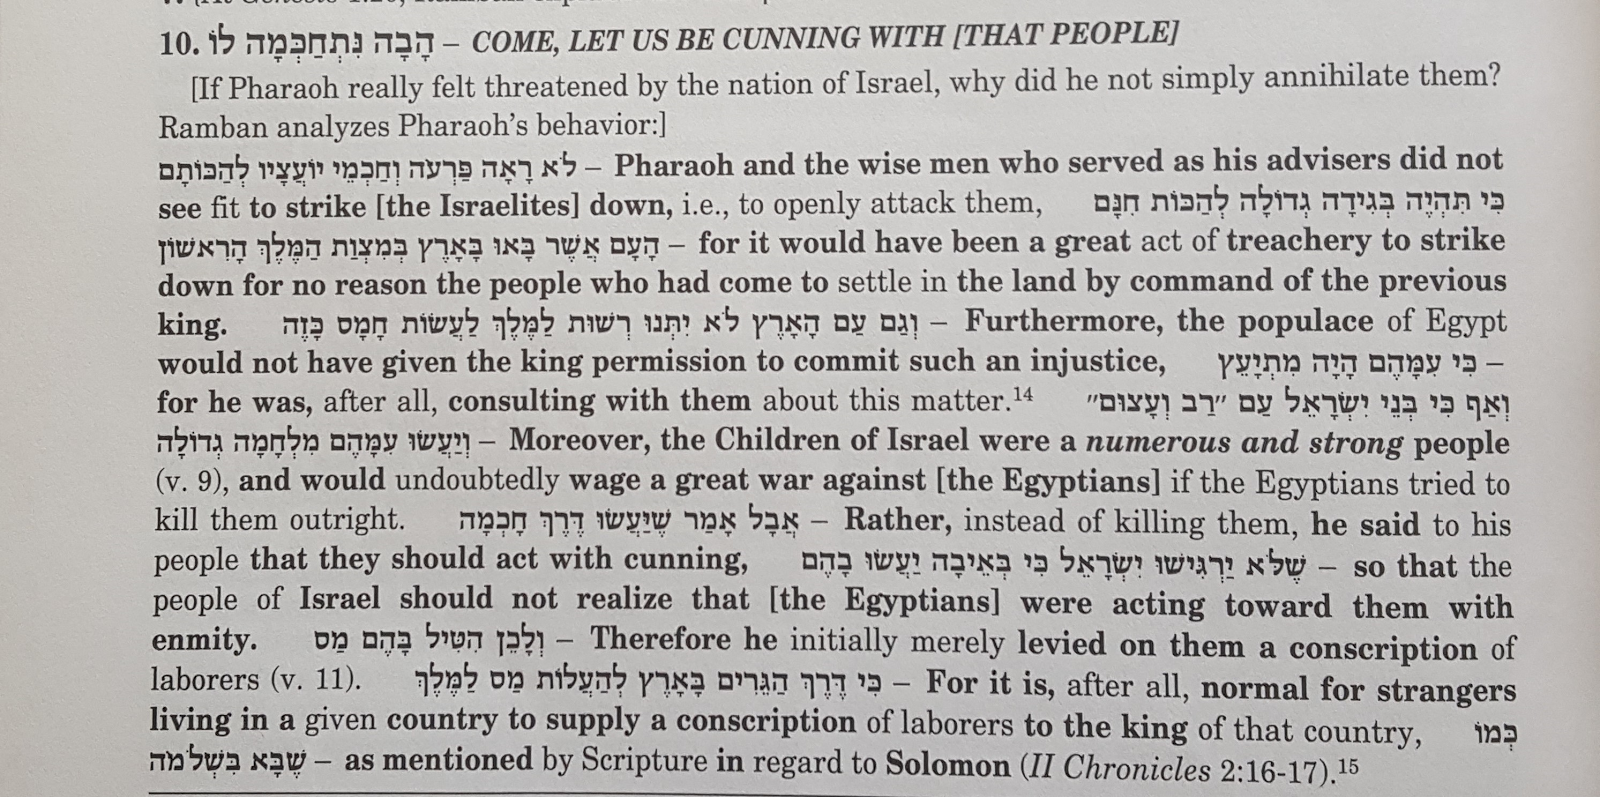 10. הָבָה נִּתְחַכְּמָה לוֹ – COME, LET US BE CUNNING WITH [THAT PEOPLE]
[If Pharaoh really felt threatened by the nation of Israel, why did he not simply annihilate them?
Ramban analyzes Pharaoh's behavior:]
לֹא רָאָה פַּרְעֹה וְחַכְמֵי יוֹעֲצָיו לְהַכּוֹתָם – Pharaoh and the wise men who served as his advisers did not
see fit to strike [the Israelites] down, i.e., to openly attack them, כִּי תִּהְיֶה בְּגִידָה גְדוֹלָה לְהַכּוֹת חִנָּם
הָעָם אֲשֶׁר בָּאוּ בָּאָרֶץ בְּמִצְוַת הַמֶּלֶךְ הָרִאשׁוֹן – for it would have been a great act of treachery to strike
down for no reason the people who had come to settle in the land by command of the previous
king. וְגַם עַם הָאָרֶץ לֹא יִתְּנוּ רְשׁוּת לַמֶּלֶךְ לַעֲשׂוֹת חָמָס כָּזֶה – Furthermore, the populace of Egypt
would not have given the king permission to commit such an injustice, כִּי עִמָּהֶם הָיָה מִתְיָעֵץ –
for he was, after all, consulting with them about this matter.14 וְאַף כִּי בְּנֵי יִשְׂרָאֵל עַם "רַב וְעָצוּם"
וְיַעֲשׂוּ עִמָּהֶם מִלְחָמָה גְדוֹלָה – Moreover, the Children of Israel were a numerous and strong people
(v. 9), and would undoubtedly wage a great war against [the Egyptians] if the Egyptians tried to
kill them outright. אֲבָל אָמַר שֶׁיַּעֲשׂוּ דֶּרֶךְ חָכְמָה – Rather, instead of killing them, he said to his
people that they should act with cunning, שֶׁלֹּא יַרְגִּישׁוּ יִשְׂרָאֵל כִּי בְּאֵיבָה יַעֲשׂוּ בָהֶם – so that the
people of Israel should not realize that [the Egyptians] were acting toward them with
enmity. וְלָכֵן הִטִּיל בָּהֶם מַס – Therefore he initially merely levied on them a conscription of
laborers (v. 11). כִּי דֶרֶךְ הַגֵּרִים בָּאָרֶץ לְהַעֲלוֹת מַס לַמֶּלֶךְ – For it is, after all, normal for strangers
living in a given country to supply a conscription of laborers to the king of that country, כְּמוֹ
שֶׁבָּא בִּשְׁלֹמֹה – as mentioned by Scripture in regard to Solomon (II Chronicles 2:16-17).15